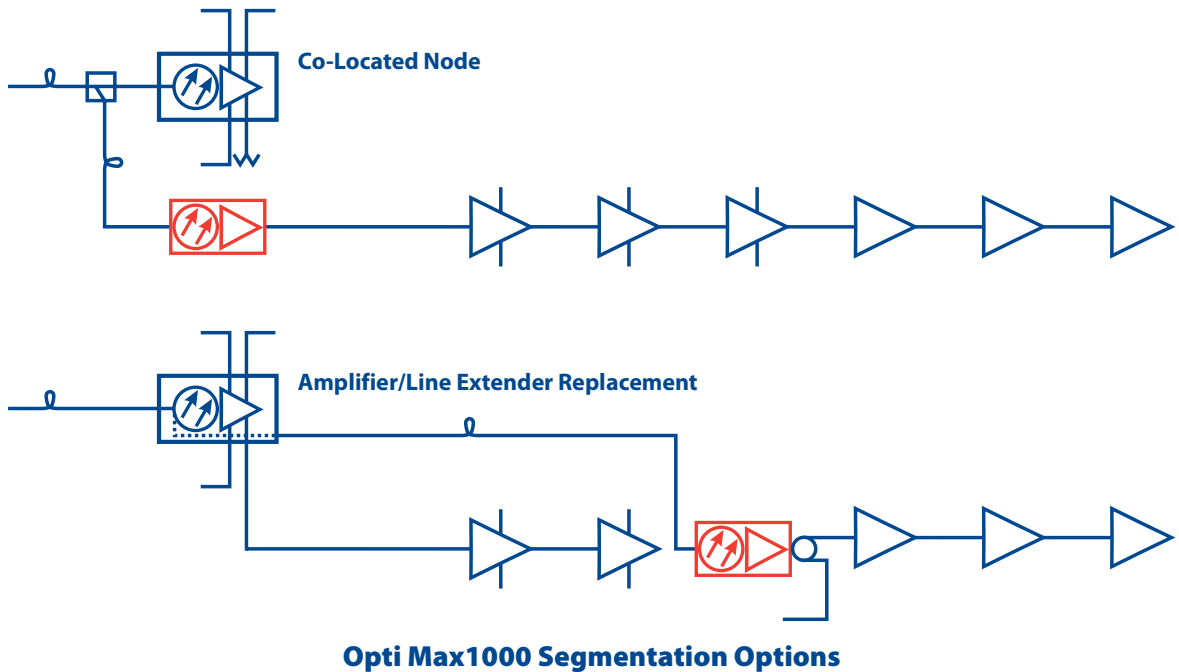 Co-Located Node
Amplifier/Line Extender Replacement
Opti Max1000 Segmentation Options